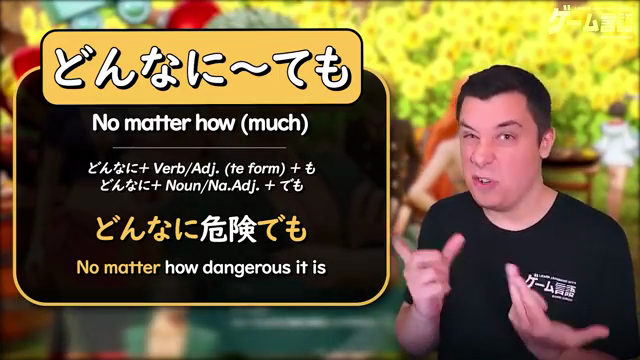 ゲーム言語
どんなに～ても
No matter how (much)
どんなに+ Verb/Adj. (te form) + も
どんなに+ Noun/Na.Adj. + でも
どんなに危険でも
No matter how dangerous it is
ゲーム言語